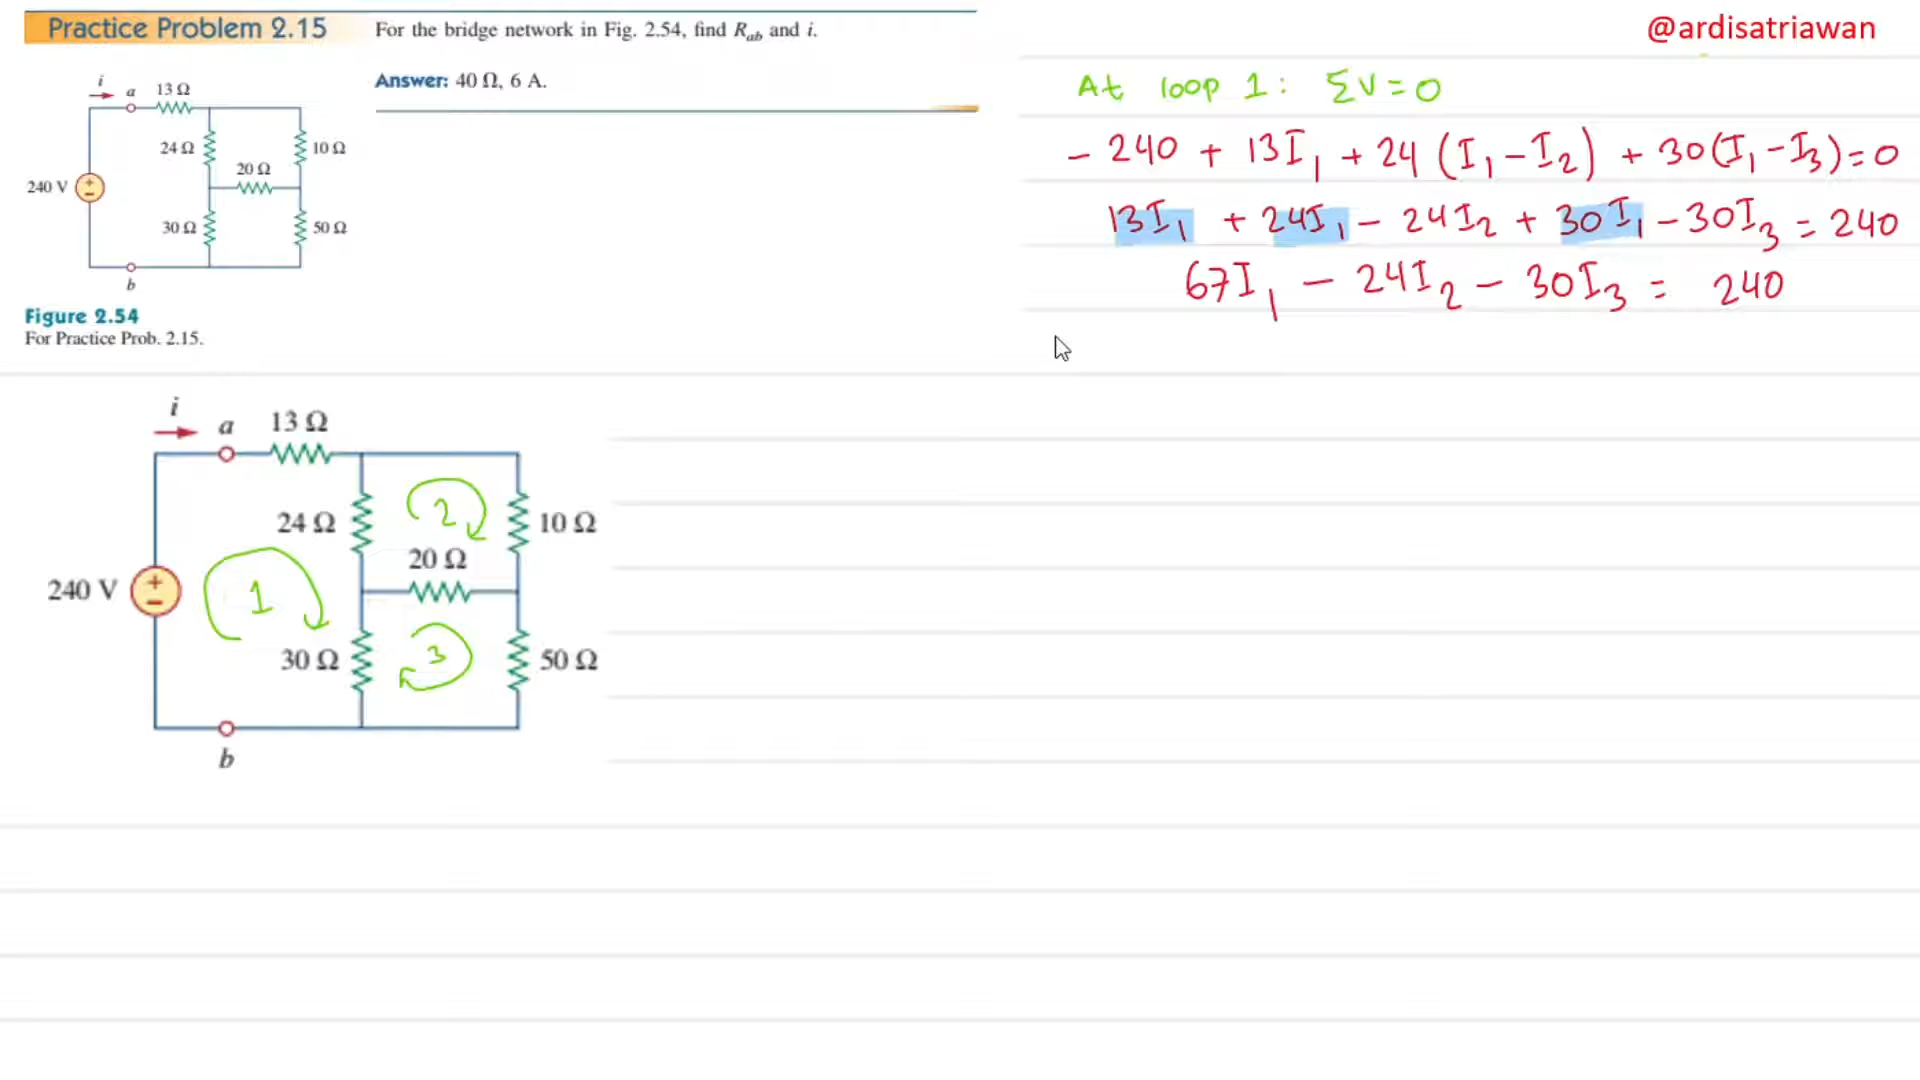 Practice Problem 2.15
For the bridge network in Fig. 2.54, find R_ab and i.
Answer: 40 Ω, 6 A.
i
a
13 Ω
24 Ω
10 Ω
20 Ω
240 V
+
−
30 Ω
50 Ω
b
Figure 2.54
For Practice Prob. 2.15.
@ardisatriawan
At loop 1: ΣV=0
- 240 + 13I₁ + 24 (I₁ - I₂) + 30(I₁ - I₃) = 0
13I₁ + 24I₁ - 24I₂ + 30I₁ - 30I₃ = 240
67I₁ - 24I₂ - 30I₃ = 240
i
a
13 Ω
2
24 Ω
10 Ω
20 Ω
240 V
+
−
1
3
30 Ω
50 Ω
b